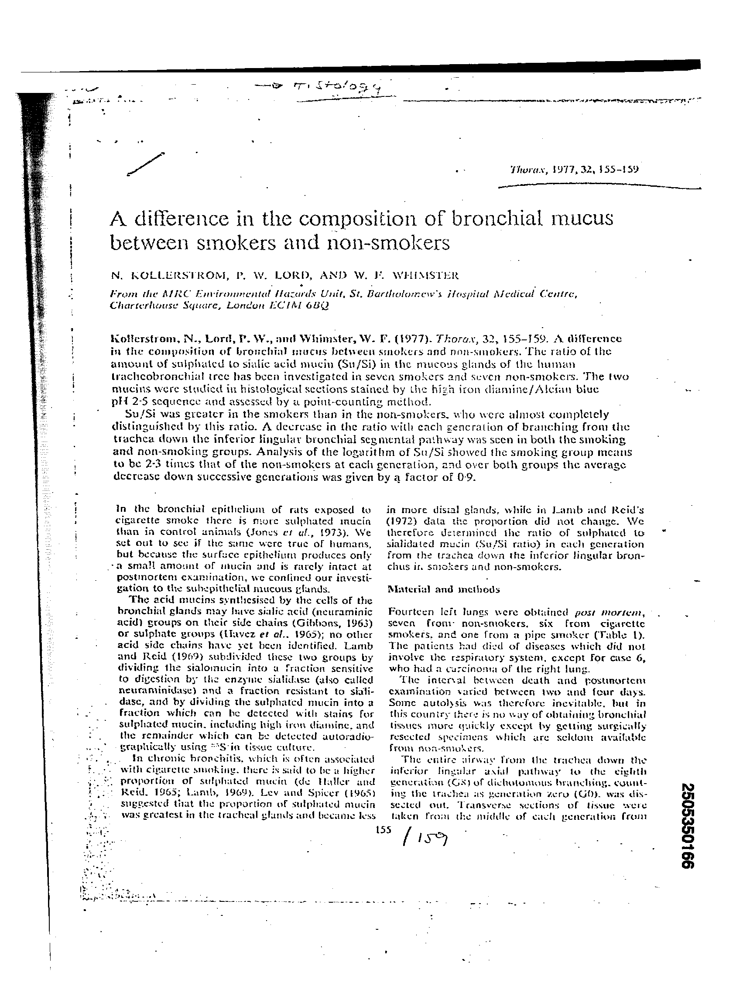 → Histology
Thorax, 1977, 32, 155-159
A difference in the composition of bronchial mucus
between smokers and non-smokers
N. KOLLERSTROM, P. W. LORD, AND W. F. WHIMSTER
From the MRC Environmental Hazards Unit, St. Bartholomew's Hospital Medical Centre,
Charterhouse Square, London EC1M 6BQ
Kollerstrom, N., Lord, P. W., and Whimster, W. F. (1977). Thorax, 32, 155-159. A difference
in the composition of bronchial mucus between smokers and non-smokers. The ratio of the
amount of sulphated to sialic acid mucin (Su/Si) in the mucous glands of the human
tracheobronchial tree has been investigated in seven smokers and seven non-smokers. The two
mucins were studied in histological sections stained by the high iron diamine/Alcian blue
pH 2·5 sequence and assessed by a point-counting method.
Su/Si was greater in the smokers than in the non-smokers, who were almost completely
distinguished by this ratio. A decrease in the ratio with each generation of branching from the
trachea down the inferior lingular bronchial segmental pathway was seen in both the smoking
and non-smoking groups. Analysis of the logarithm of Su/Si showed the smoking group means
to be 2·3 times that of the non-smokers at each generation, and over both groups the average
decrease down successive generations was given by a factor of 0·9.
In the bronchial epithelium of rats exposed to
cigarette smoke there is more sulphated mucin
than in control animals (Jones et al., 1973). We
set out to see if the same were true of humans,
but because the surface epithelium produces only
a small amount of mucin and is rarely intact at
postmortem examination, we confined our investi-
gation to the subepithelial mucous glands.
The acid mucins synthesised by the cells of the
bronchial glands may have sialic acid (neuraminic
acid) groups on their side chains (Gibbons, 1963)
or sulphate groups (Havez et al., 1965); no other
acid side chains have yet been identified. Lamb
and Reid (1969) subdivided these two groups by
dividing the sialomucin into a fraction sensitive
to digestion by the enzyme sialidase (also called
neuraminidase) and a fraction resistant to siali-
dase, and by dividing the sulphated mucin into a
fraction which can be detected with stains for
sulphated mucin, including high iron diamine, and
the remainder which can be detected autoradio-
graphically using ³⁵S in tissue culture.
In chronic bronchitis, which is often associated
with cigarette smoking, there is said to be a higher
proportion of sulphated mucin (de Haller and
Reid, 1965; Lamb, 1969). Lev and Spicer (1965)
suggested that the proportion of sulphated mucin
was greatest in the tracheal glands and became less
in more distal glands, while in Lamb and Reid's
(1972) data the proportion did not change. We
therefore determined the ratio of sulphated to
sialidated mucin (Su/Si ratio) in each generation
from the trachea down the inferior lingular bron-
chus in smokers and non-smokers.
Material and methods
Fourteen left lungs were obtained post mortem,
seven from non-smokers, six from cigarette
smokers, and one from a pipe smoker (Table 1).
The patients had died of diseases which did not
involve the respiratory system, except for case 6,
who had a carcinoma of the right lung.
The interval between death and postmortem
examination varied between two and four days.
Some autolysis was therefore inevitable, but in
this country there is no way of obtaining bronchial
tissues more quickly except by getting surgically
resected specimens which are seldom available
from non-smokers.
The entire airway from the trachea down the
inferior lingular axial pathway to the eighth
generation (G8) of dichotomous branching, count-
ing the trachea as generation zero (G0), was dis-
sected out. Transverse sections of tissue were
taken from the middle of each generation from
155
/159
2505350166